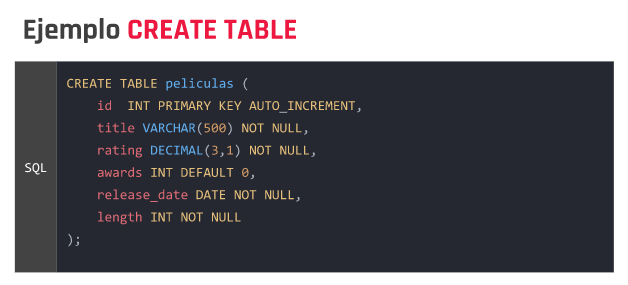 Ejemplo CREATE TABLE
SQL
CREATE TABLE peliculas (
id INT PRIMARY KEY AUTO_INCREMENT,
title VARCHAR(500) NOT NULL,
rating DECIMAL(3,1) NOT NULL,
awards INT DEFAULT 0,
release_date DATE NOT NULL,
length INT NOT NULL
);